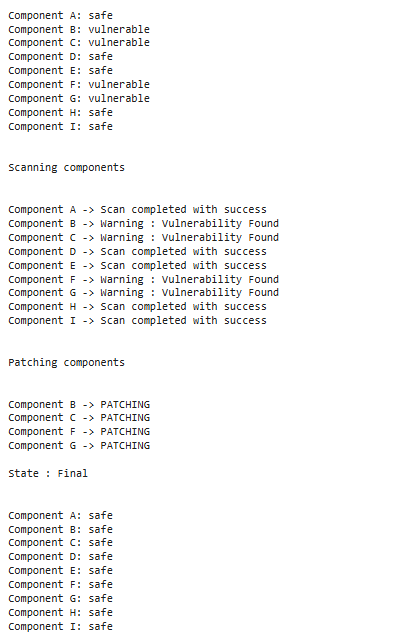 Component A: safe
Component B: vulnerable
Component C: vulnerable
Component D: safe
Component E: safe
Component F: vulnerable
Component G: vulnerable
Component H: safe
Component I: safe
Scanning components
Component A -> Scan completed with success
Component B -> Warning : Vulnerability Found
Component C -> Warning : Vulnerability Found
Component D -> Scan completed with success
Component E -> Scan completed with success
Component F -> Warning : Vulnerability Found
Component G -> Warning : Vulnerability Found
Component H -> Scan completed with success
Component I -> Scan completed with success
Patching components
Component B -> PATCHING
Component C -> PATCHING
Component F -> PATCHING
Component G -> PATCHING
State : Final
Component A: safe
Component B: safe
Component C: safe
Component D: safe
Component E: safe
Component F: safe
Component G: safe
Component H: safe
Component I: safe